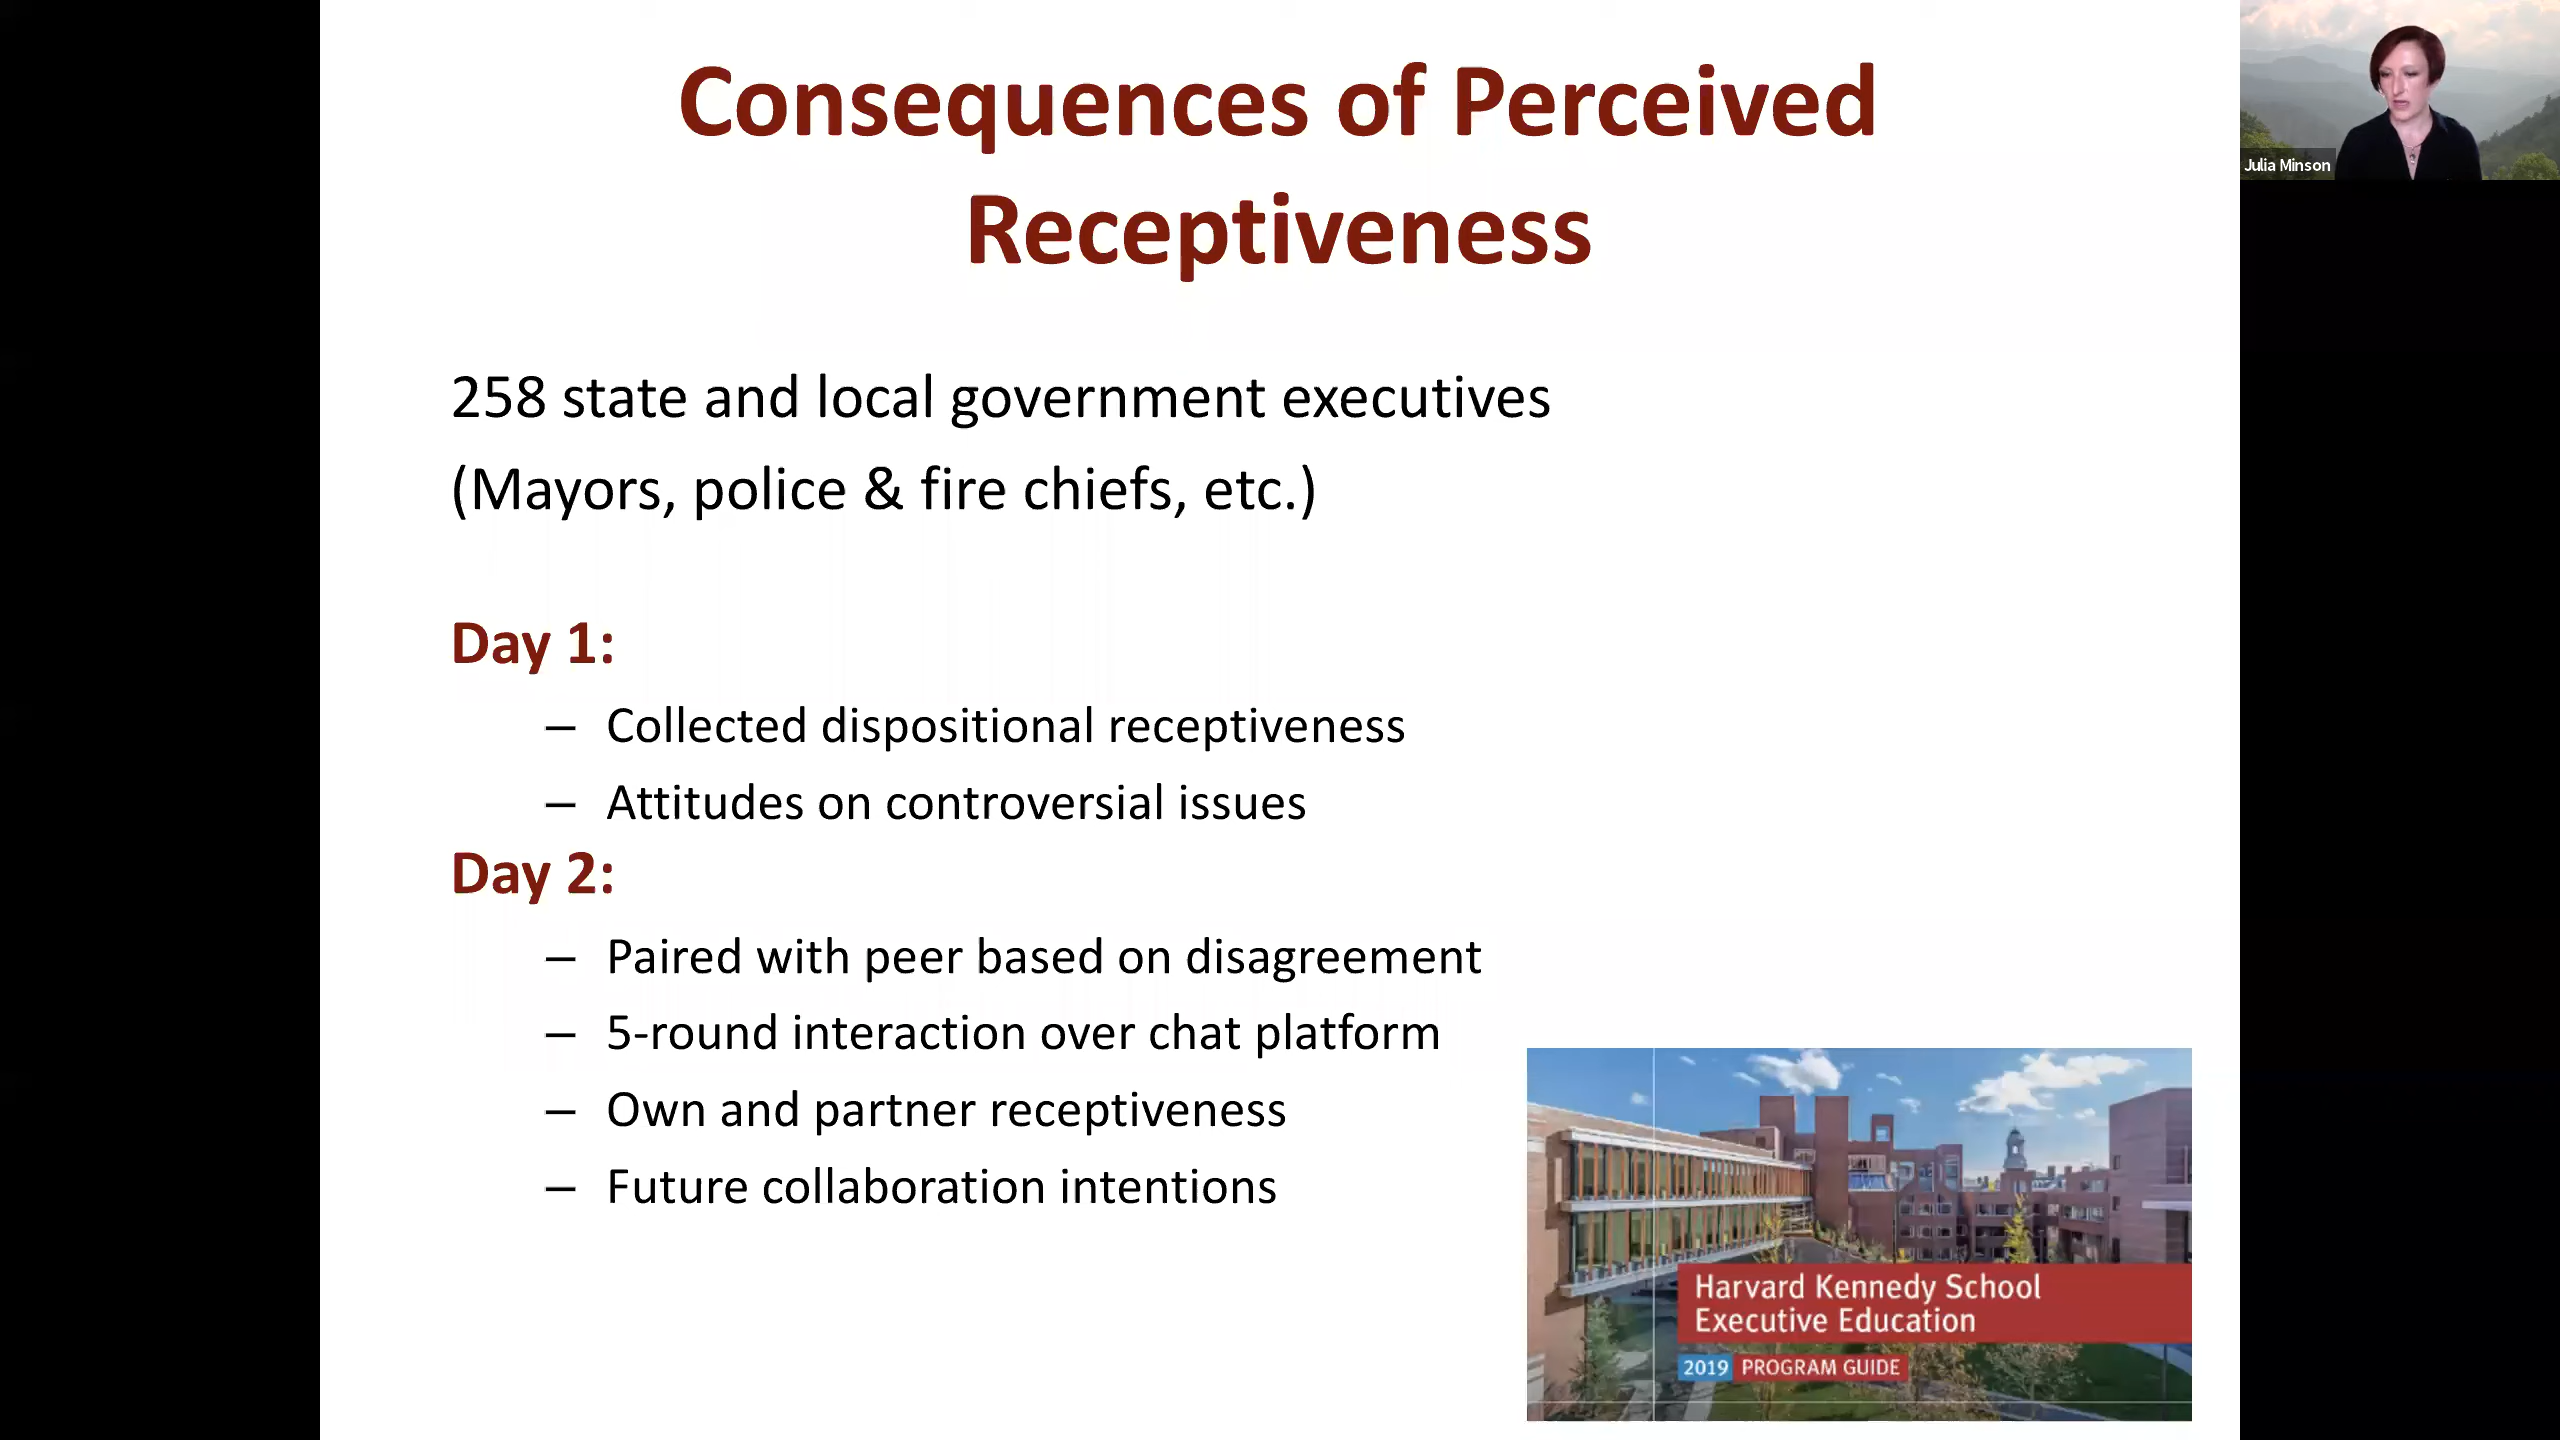 Consequences of Perceived
Receptiveness
Julia Minson
258 state and local government executives
(Mayors, police & fire chiefs, etc.)
Day 1:
– Collected dispositional receptiveness
– Attitudes on controversial issues
Day 2:
– Paired with peer based on disagreement
– 5-round interaction over chat platform
– Own and partner receptiveness
– Future collaboration intentions
Harvard Kennedy School
Executive Education
2019 PROGRAM GUIDE